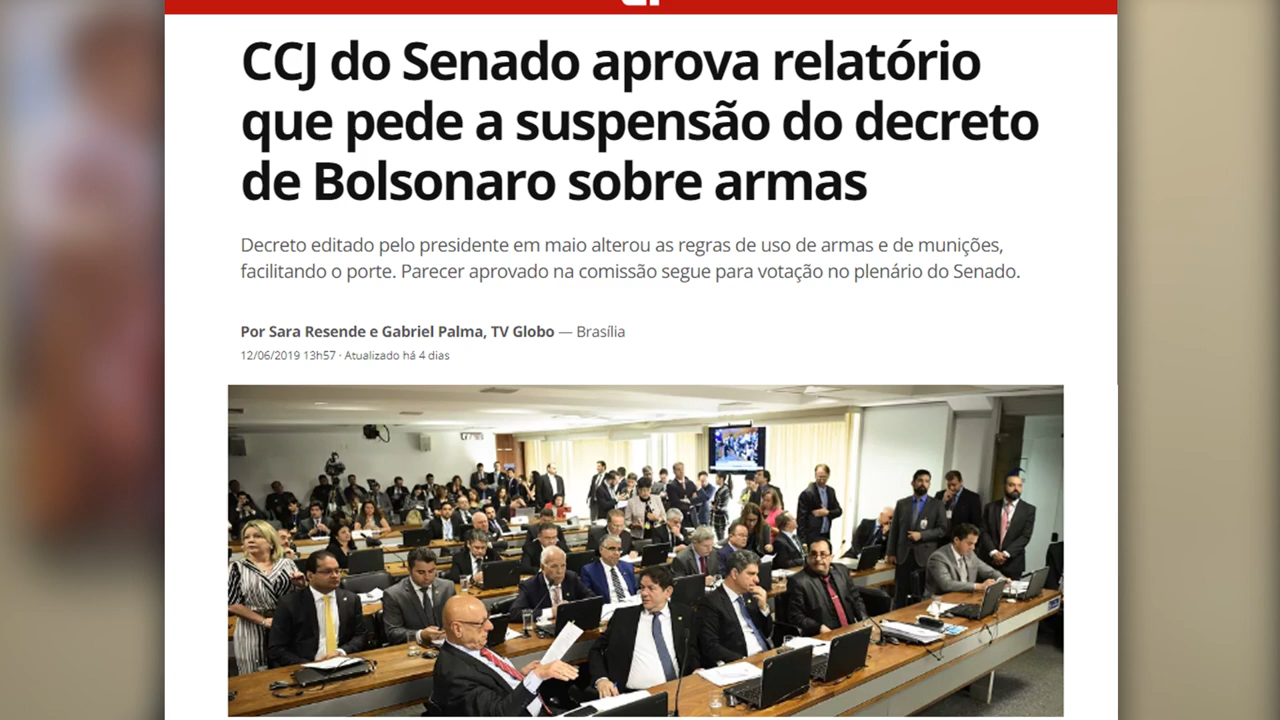 CCJ do Senado aprova relatório
que pede a suspensão do decreto
de Bolsonaro sobre armas
Decreto editado pelo presidente em maio alterou as regras de uso de armas e de munições,
facilitando o porte. Parecer aprovado na comissão segue para votação no plenário do Senado.
Por Sara Resende e Gabriel Palma, TV Globo — Brasília
12/06/2019 13h57 · Atualizado há 4 dias